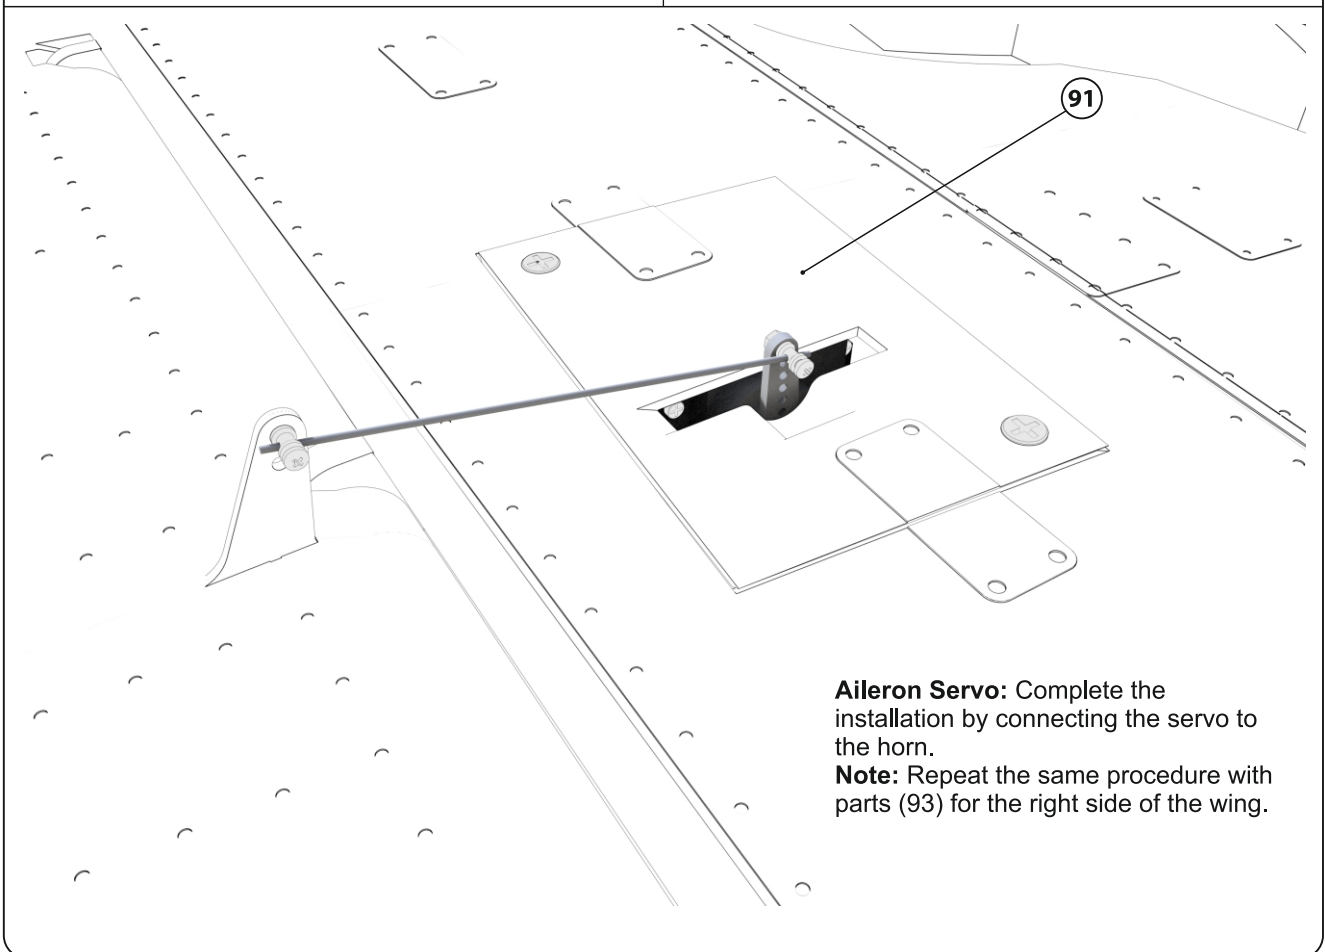 91
Aileron Servo: Complete the
installation by connecting the servo to
the horn.
Note: Repeat the same procedure with
parts (93) for the right side of the wing.